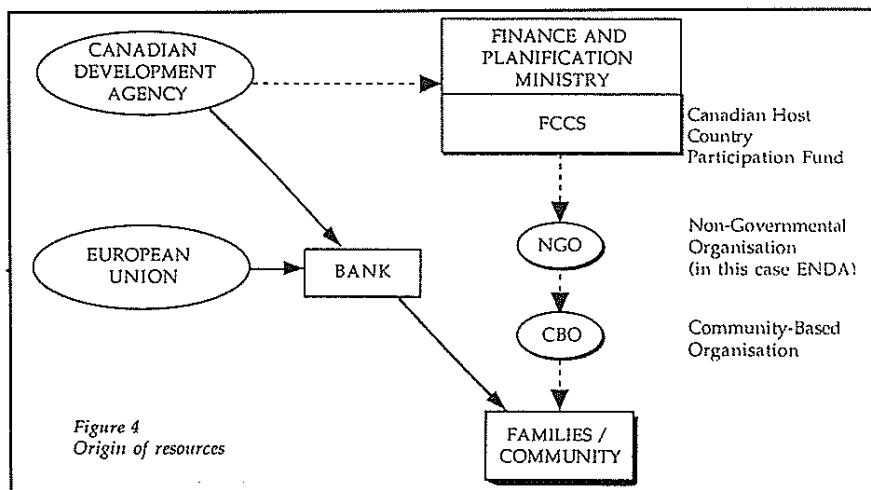 CANADIAN
DEVELOPMENT
AGENCY
FINANCE AND
PLANIFICATION
MINISTRY
FCCS
Canadian Host
Country
Participation Fund
EUROPEAN
UNION
BANK
NGO
Non-Governmental
Organisation
(in this case ENDA)
CBO
Community-Based
Organisation
Figure 4
Origin of resources
FAMILIES /
COMMUNITY